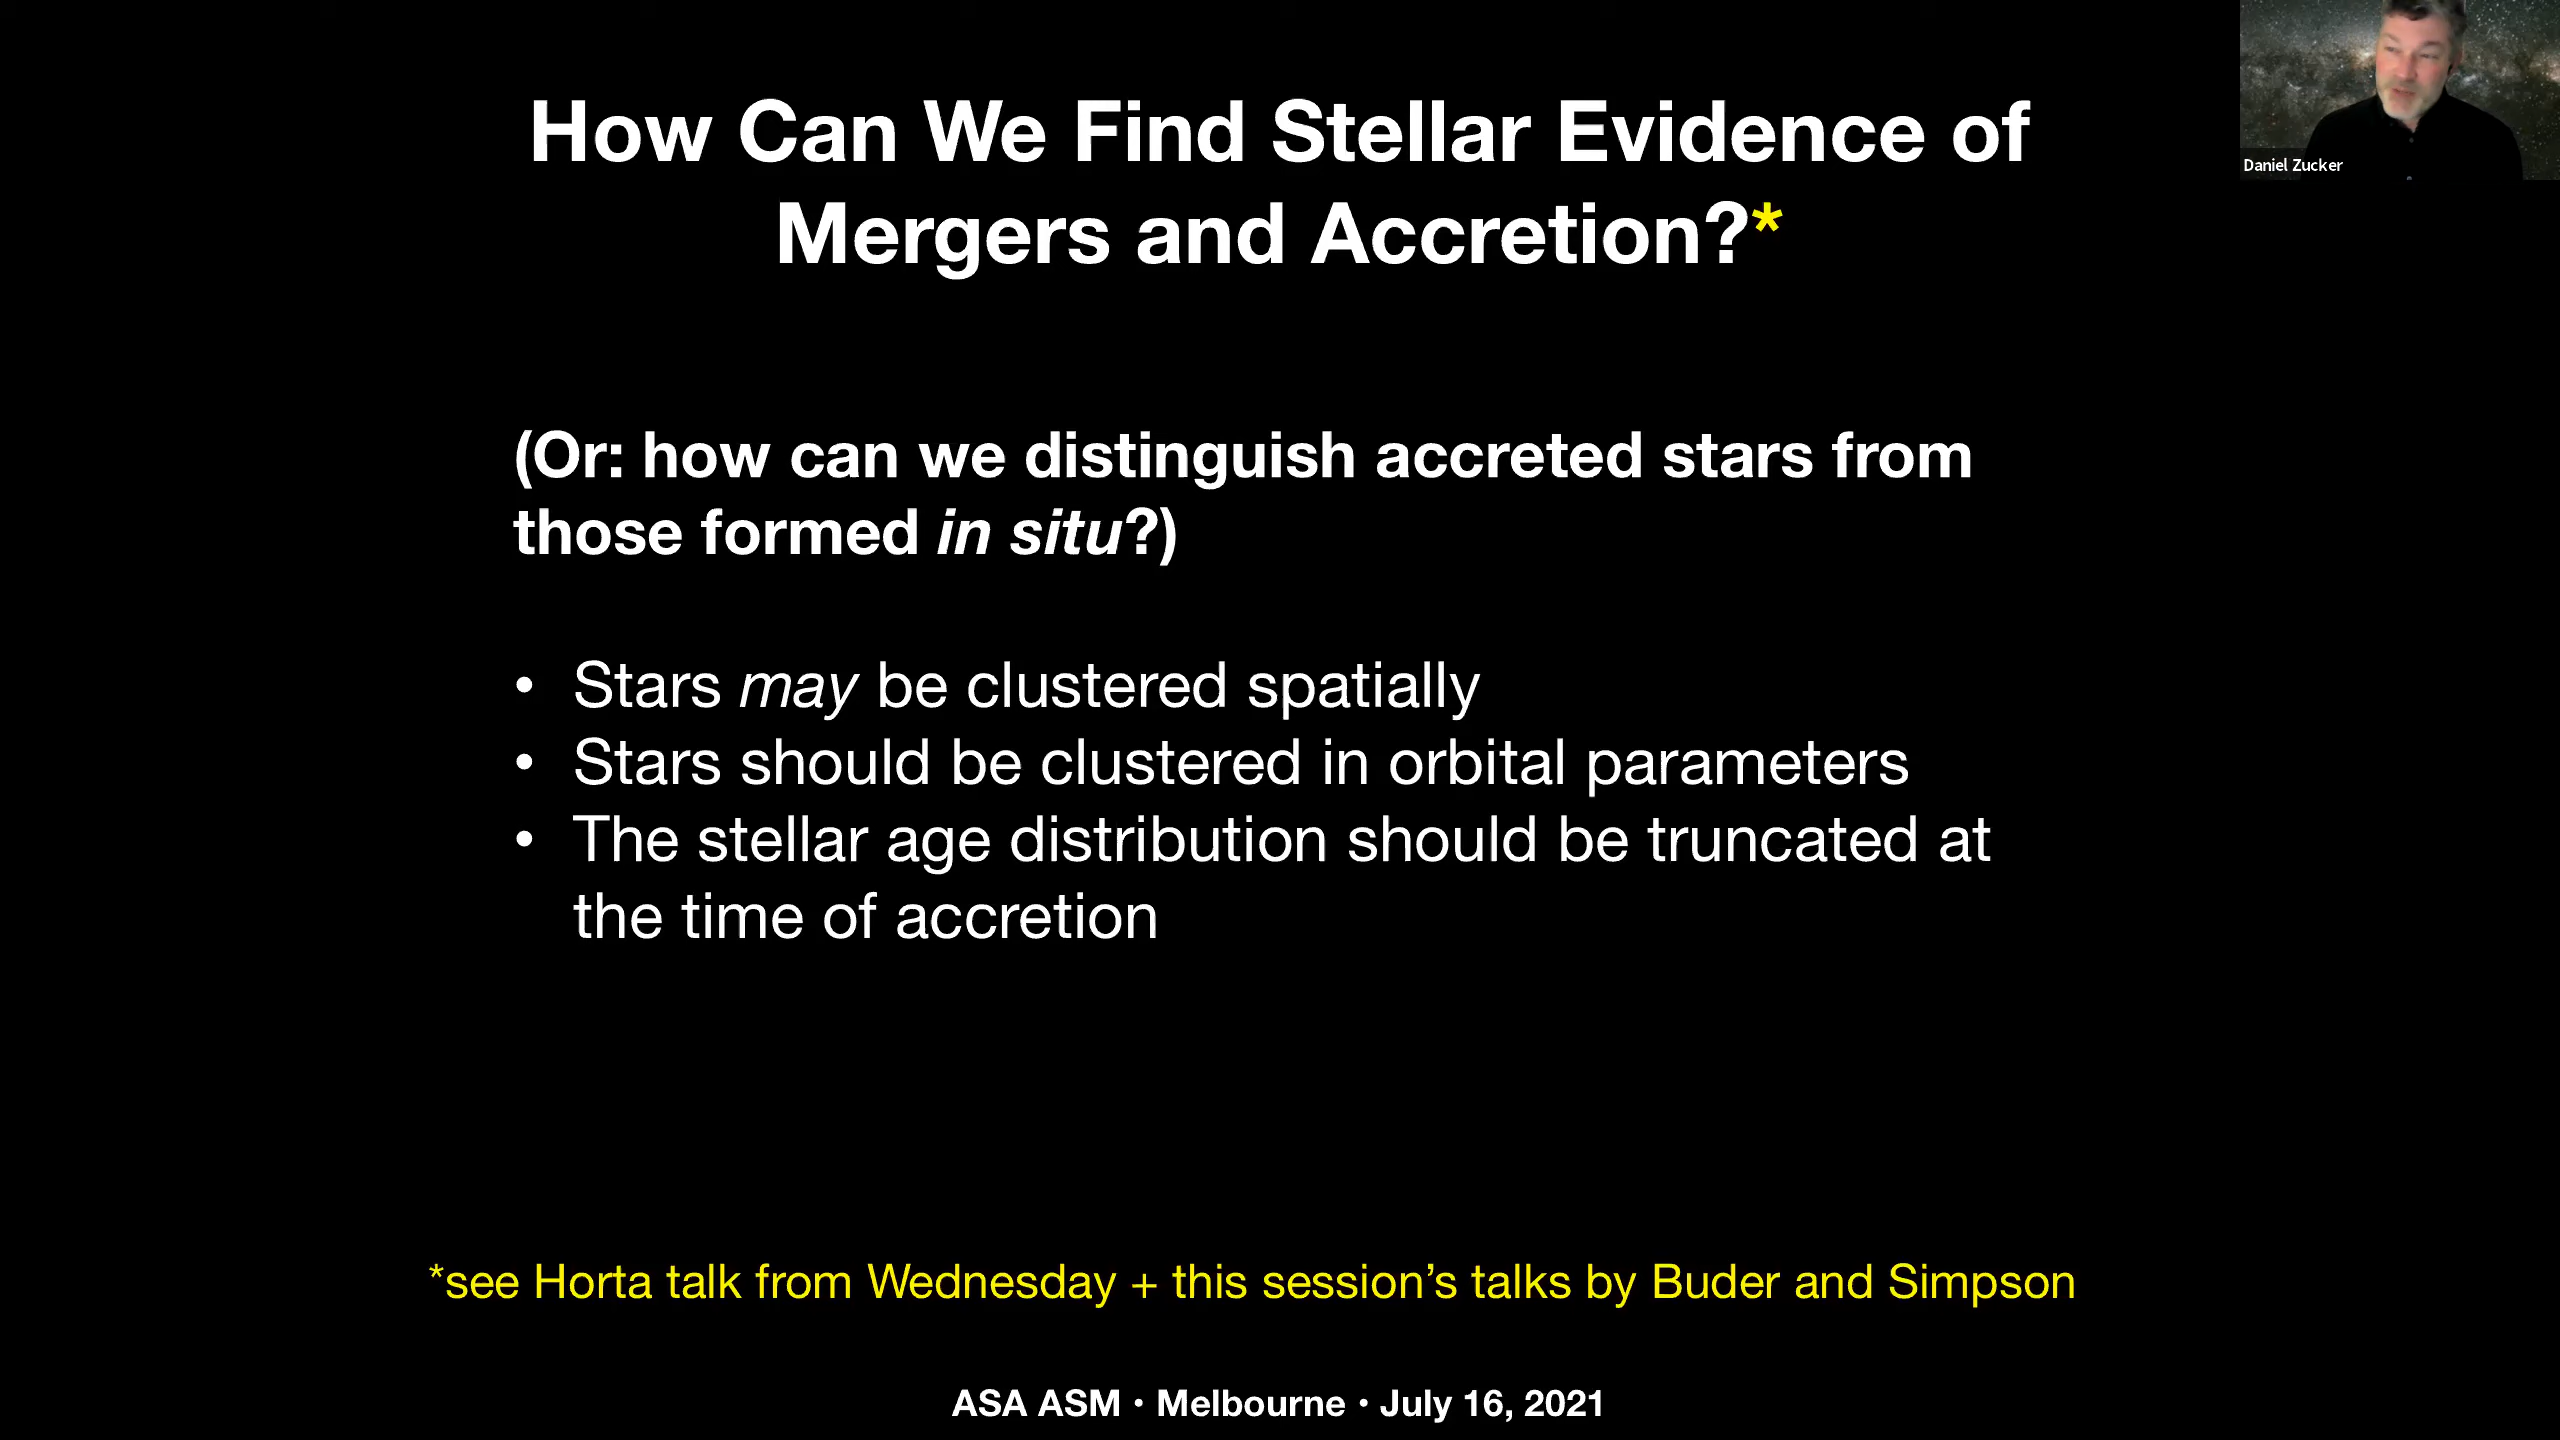 How Can We Find Stellar Evidence of
Mergers and Accretion?*
Daniel Zucker
(Or: how can we distinguish accreted stars from
those formed in situ?)
• Stars may be clustered spatially
• Stars should be clustered in orbital parameters
• The stellar age distribution should be truncated at
the time of accretion
*see Horta talk from Wednesday + this session’s talks by Buder and Simpson
ASA ASM • Melbourne • July 16, 2021